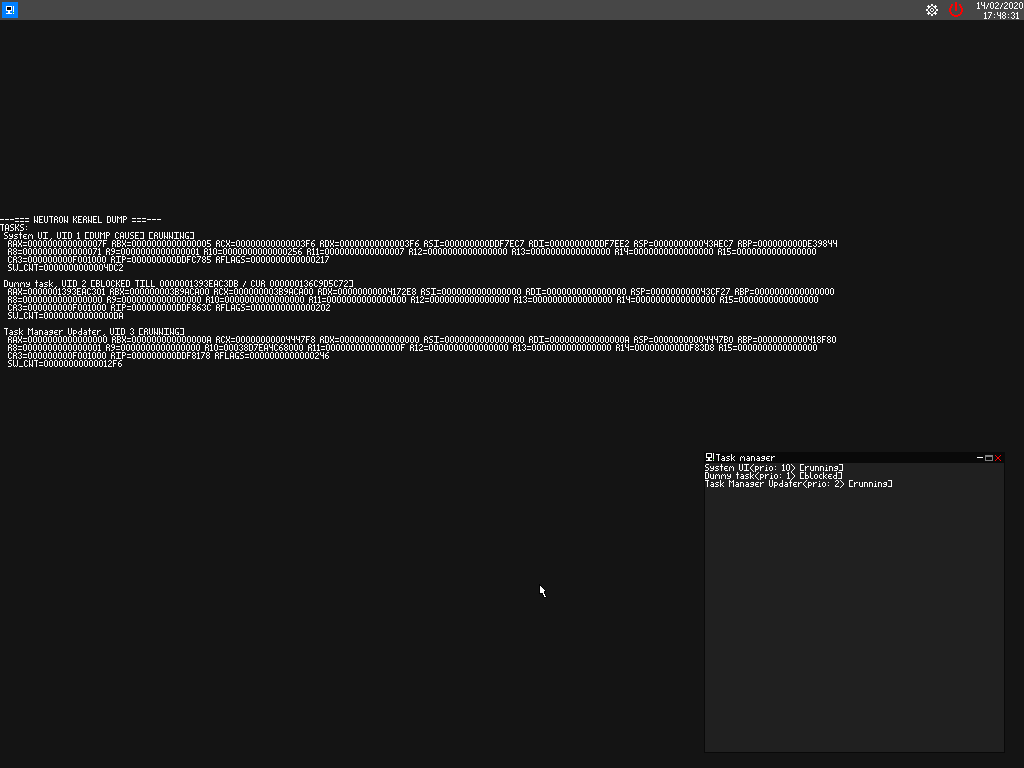 14/02/2020
17:48:31
---=== NEUTRON KERNEL DUMP ===---
TASKS:
System UI, UID 1 [DUMP CAUSE] [RUNNING]
RAX=000000000000007F RBX=0000000000000005 RCX=00000000000003F6 RDX=00000000000003F6 RSI=000000000DDF7EC7 RDI=000000000DDF7EE2 RSP=000000000043AEC7 RBP=000000000DE39844
R8=0000000000000071 R9=0000000000000001 R10=0000000000000256 R11=0000000000000007 R12=0000000000000000 R13=0000000000000000 R14=0000000000000000 R15=0000000000000000
CR3=000000000F001000 RIP=000000000DDFC785 RFLAGS=0000000000000217
SW_CNT=0000000000004DC2
Dummy task, UID 2 [BLOCKED TILL 0000001393EAC3DB / CUR 000000136C9D5C72]
RAX=0000001393EAC301 RBX=000000003B9ACA00 RCX=000000003B9ACA00 RDX=00000000004172E8 RSI=0000000000000000 RDI=0000000000000000 RSP=000000000043CF27 RBP=0000000000000000
R8=0000000000000000 R9=0000000000000000 R10=0000000000000000 R11=0000000000000000 R12=0000000000000000 R13=0000000000000000 R14=0000000000000000 R15=0000000000000000
CR3=000000000F001000 RIP=000000000DDF863C RFLAGS=0000000000000202
SW_CNT=00000000000000DA
Task Manager Updater, UID 3 [RUNNING]
RAX=0000000000000000 RBX=000000000000000A RCX=00000000004447F8 RDX=0000000000000000 RSI=0000000000000000 RDI=000000000000000A RSP=00000000004447B0 RBP=0000000000418F80
R8=0000000000000001 R9=0000000000000000 R10=00038D7EA4C68000 R11=000000000000000F R12=0000000000000000 R13=0000000000000000 R14=000000000DDF83D8 R15=0000000000000000
CR3=000000000F001000 RIP=000000000DDF8178 RFLAGS=0000000000000246
SW_CNT=00000000000012F6
Task manager
System UI(prio: 10) [running]
Dummy task(prio: 1) [blocked]
Task Manager Updater(prio: 2) [running]